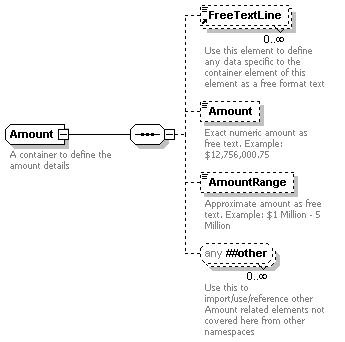 FreeTextLine
0..∞
Use this element to define
any data specific to the
container element of this
element as a free format text
Amount
A container to define the
amount details
Amount
Exact numeric amount as
free text. Example:
$12,756,000.75
AmountRange
Approximate amount as free
text. Example: $1 Million - 5
Million
any ##other
0..∞
Use this to
import/use/reference other
Amount related elements not
covered here from other
namespaces